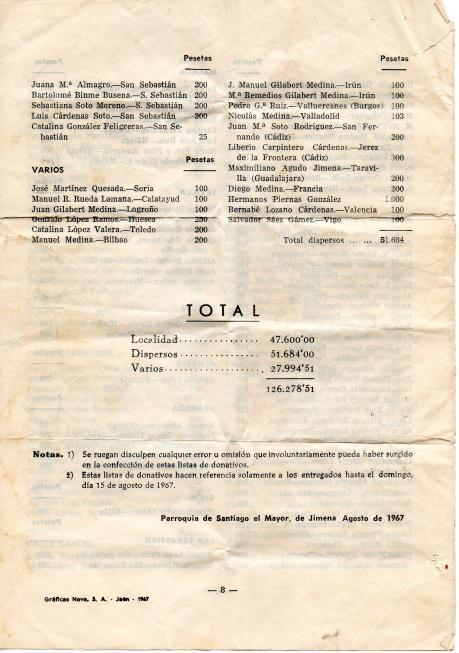 Pesetas
Juana M.ª Almagro.—San Sebastián 200
Bartolomé Binme Busena.—S. Sebastián 200
Sebastiana Soto Moreno.—S. Sebastián 200
Luis Cárdenas Soto.—San Sebastián 200
Catalina González Feligreras.—San Se-
bastián 25
Pesetas
VARIOS
José Martínez Quesada.—Soria 100
Manuel R. Rueda Lamana.—Calatayud 100
Juan Gilabert Medina.—Logroño 100
Gonzalo López Ramos.—Huesca 250
Catalina López Valera.—Toledo 200
Manuel Medina.—Bilbao 200
Pesetas
J. Manuel Gilabert Medina.—Irún 100
M.ª Remedios Gilabert Medina.—Irún 100
Pedro G.ª Ruiz.—Valluercanes (Burgos) 100
Nicolás Medina.—Valladolid 103
Juan M.ª Soto Rodríguez.—San Fer-
nando (Cádiz) 200
Liberio Carpintero Cárdenas.—Jerez
de la Frontera (Cádiz) 300
Maximiliano Agudo Jimena.—Taravi-
lla (Guadalajara) 200
Diego Medina.—Francia 200
Hermanos Piernas González 1.000
Bernabé Lozano Cárdenas.—Valencia 100
Salvador Sáez Gámez.—Vigo 100
Total dispersos ... ... 51.684
TOTAL
Localidad ................ 47.600'00
Dispersos ................ 51.684'00
Varios ................ 27.994'51
126.278'51
Notas. 1) Se ruegan disculpen cualquier error u omisión que involuntariamente pueda haber surgido
en la confección de estas listas de donativos.
2) Estas listas de donativos hacen referencia solamente a los entregados hasta el domingo,
día 15 de agosto de 1967.
Parroquia de Santiago el Mayor, de Jimena Agosto de 1967
— 8 —
Gráficas Nova, S. A. - Jaén - 1967